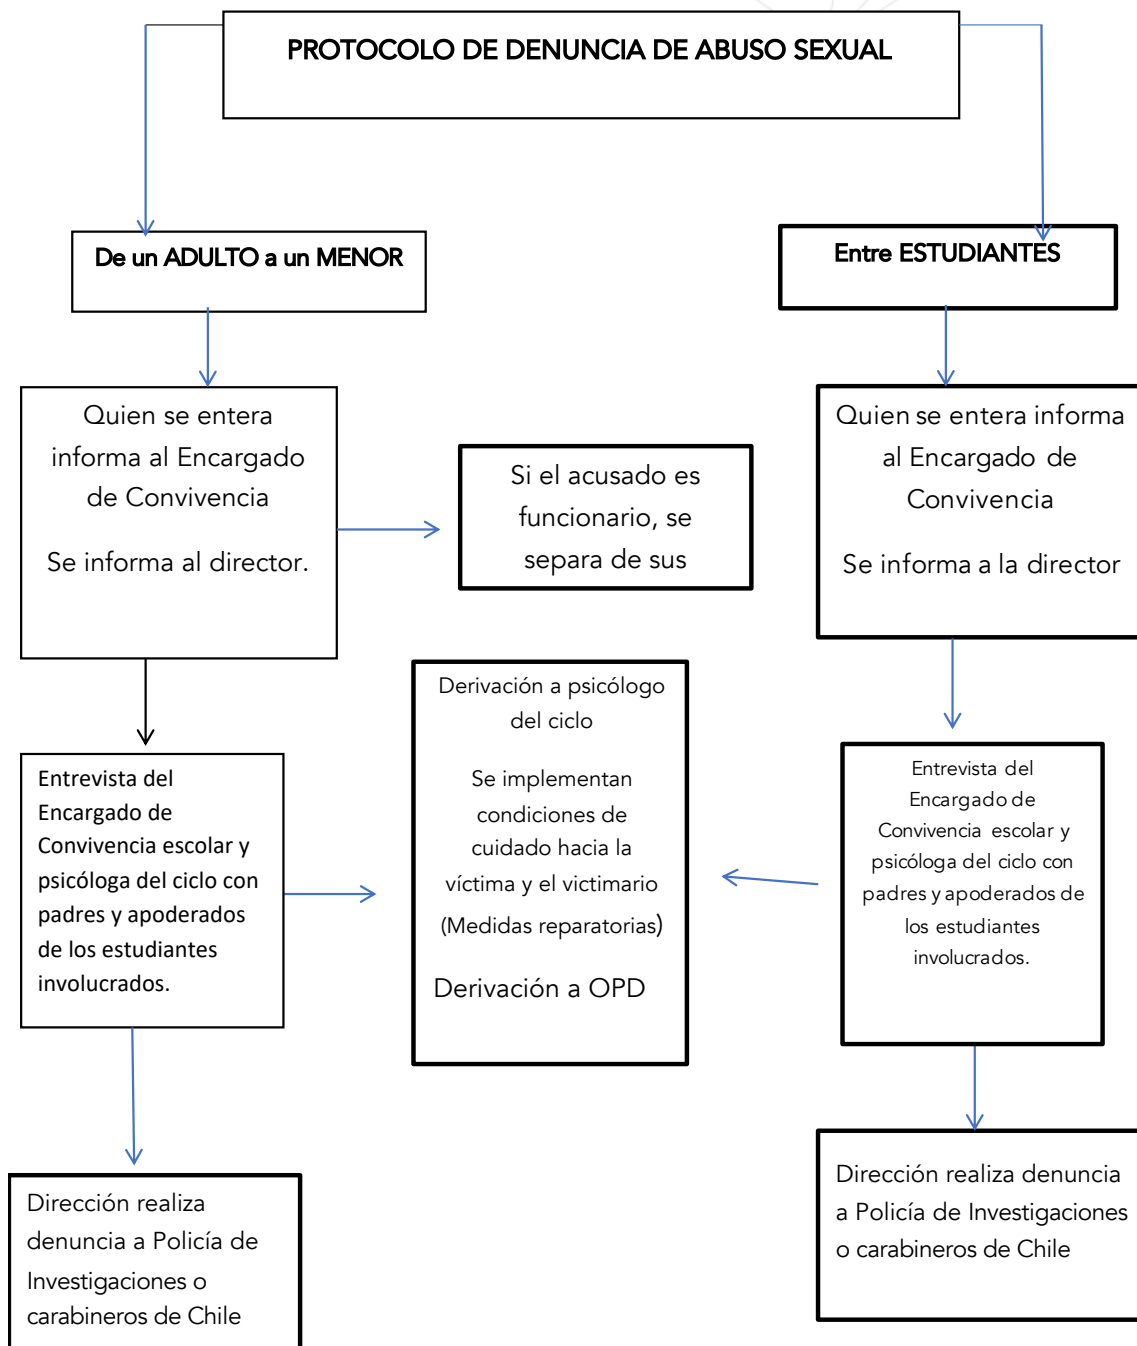 PROTOCOLO DE DENUNCIA DE ABUSO SEXUAL
De un ADULTO a un MENOR
Entre ESTUDIANTES
Quien se entera
informa al Encargado
de Convivencia
Se informa al director.
Si el acusado es
funcionario, se
separa de sus
Quien se entera informa
al Encargado de
Convivencia
Se informa a la director
Derivación a psicólogo
del ciclo
Se implementan
condiciones de
cuidado hacia la
víctima y el victimario
(Medidas reparatorias)
Derivación a OPD
Entrevista del
Encargado de
Convivencia escolar y
psicóloga del ciclo con
padres y apoderados
de los estudiantes
involucrados.
Entrevista del
Encargado de
Convivencia escolar y
psicóloga del ciclo con
padres y apoderados de
los estudiantes
involucrados.
Dirección realiza
denuncia a Policía de
Investigaciones o
carabineros de Chile
Dirección realiza denuncia
a Policía de Investigaciones
o carabineros de Chile